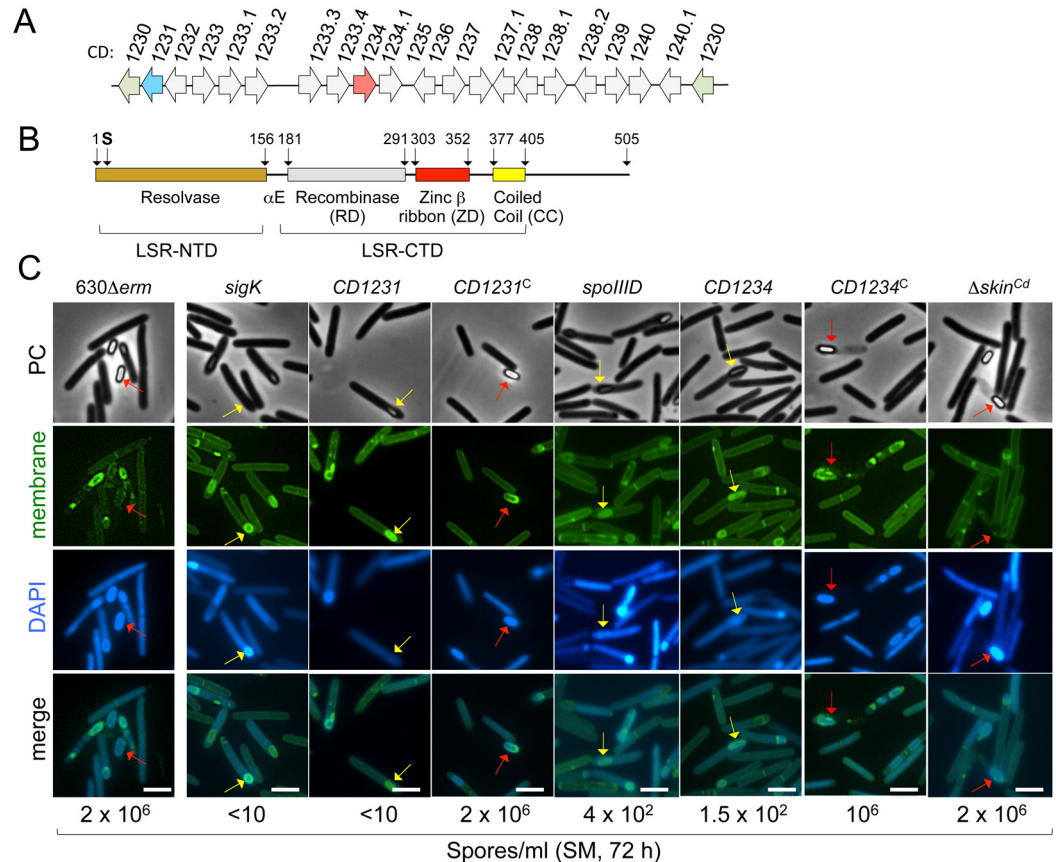 A
CD: 1230 1231 1232 1233 1233.1 1233.2 1233.3 1233.4 1234 1234.1 1235 1236 1237 1237.1 1238 1238.1 1238.2 1239 1240 1240.1 1230
B
1 S 156 181 291 303 352 377 405 505
Resolvase αE Recombinase Zinc β Coiled
(RD) ribbon (ZD) Coil (CC)
LSR-NTD LSR-CTD
C
630Δerm sigK CD1231 CD1231ᶜ spoIIID CD1234 CD1234ᶜ Δskinᶜᵈ
PC
membrane
DAPI
merge
2 x 10⁶ <10 <10 2 x 10⁶ 4 x 10² 1.5 x 10² 10⁶ 2 x 10⁶
Spores/ml (SM, 72 h)